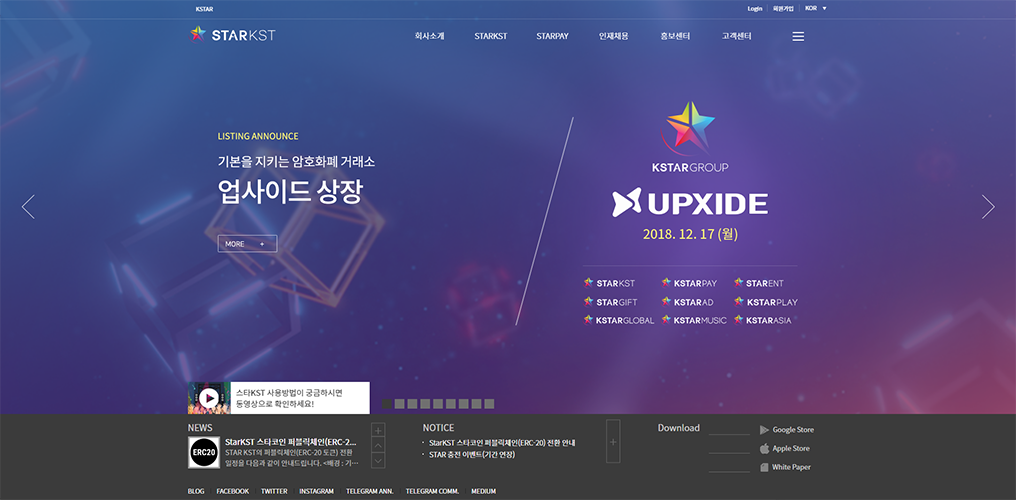 KSTAR
Login 회원가입 KOR
STARKST
회사소개 STARKST STARPAY 인재채용 홍보센터 고객센터
LISTING ANNOUNCE
기본을 지키는 암호화폐 거래소
업사이드 상장
MORE +
KSTARGROUP
UPXIDE
2018. 12. 17 (월)
STARKST KSTARPAY STARENT
STARGIFT KSTARAD KSTARPLAY
KSTARGLOBAL KSTARMUSIC KSTARASIA
스타KST 사용방법이 궁금하시면
동영상으로 확인하세요!
NEWS
ERC20
StarKST 스타코인 퍼블릭체인(ERC-2...
STAR KST의 퍼블릭체인(ERC-20 토큰) 전환
일정을 다음과 같이 안내드립니다. <배경 : 기...
NOTICE
· StarKST 스타코인 퍼블릭체인(ERC-20) 전환 안내
· STAR 충전 이벤트(기간 연장)
Download
Google Store
Apple Store
White Paper
BLOG FACEBOOK TWITTER INSTAGRAM TELEGRAM ANN. TELEGRAM COMM. MEDIUM